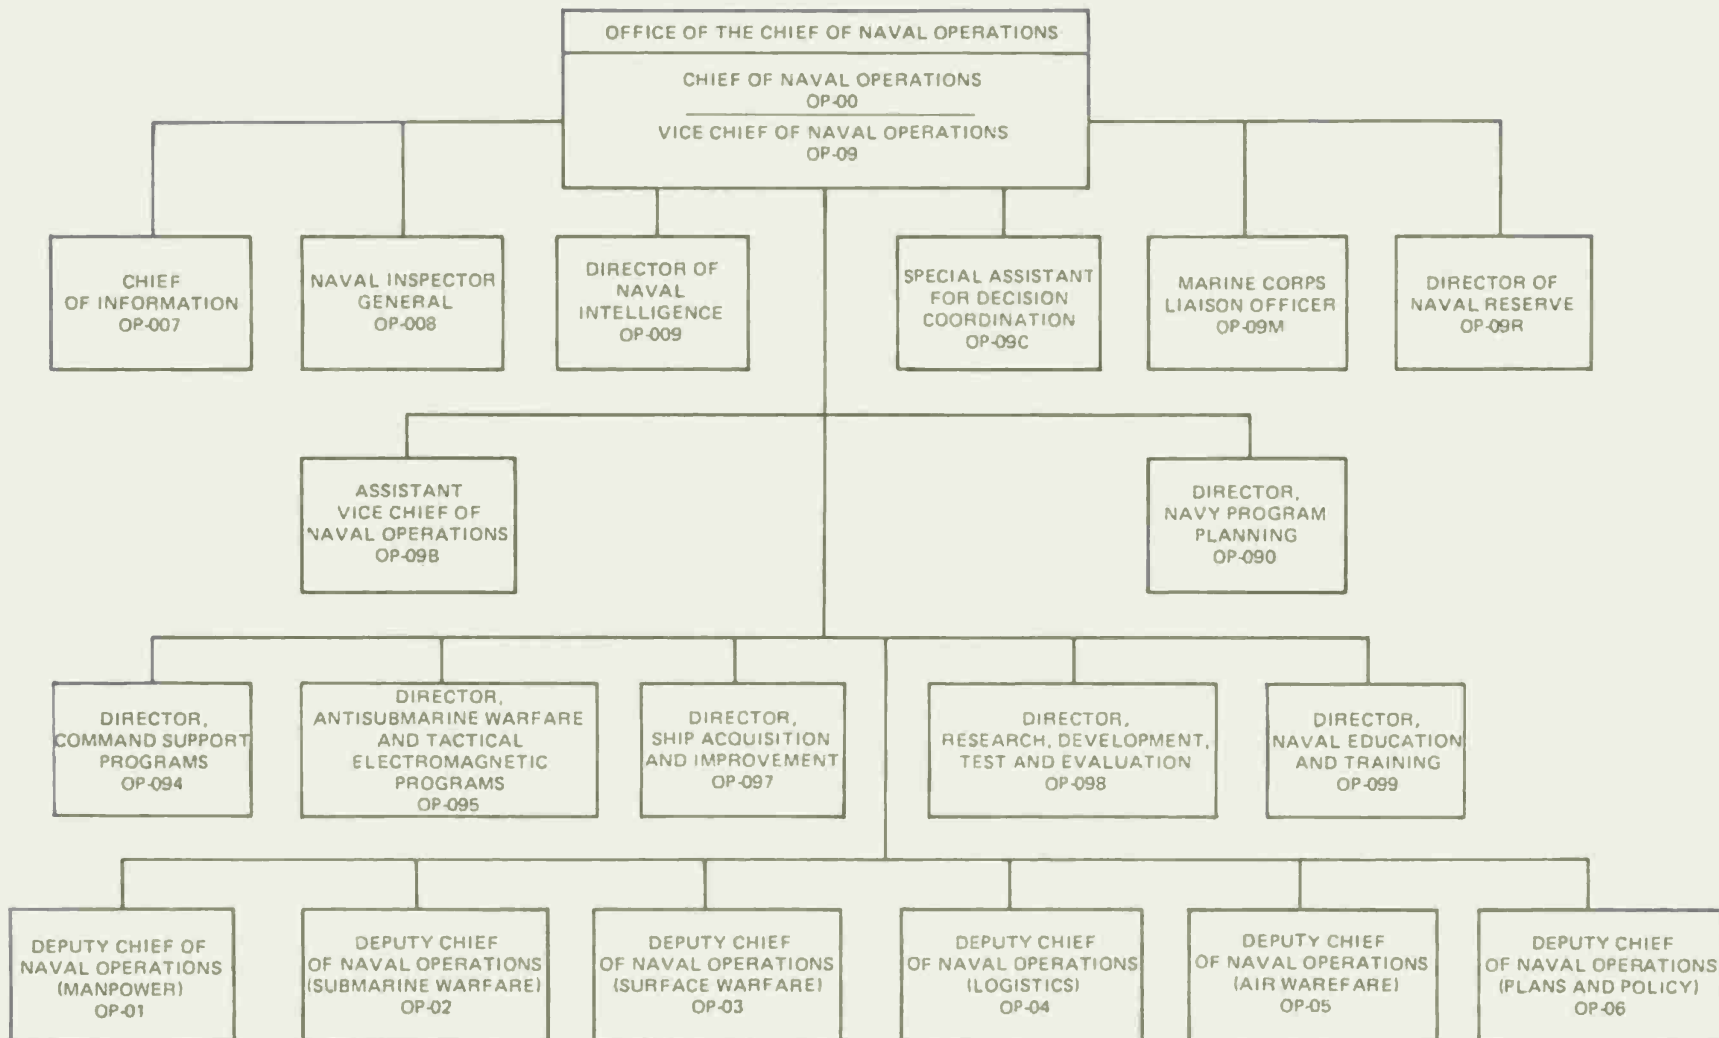 OFFICE OF THE CHIEF OF NAVAL OPERATIONS
CHIEF OF NAVAL OPERATIONS
OP-00
VICE CHIEF OF NAVAL OPERATIONS
OP-09
CHIEF
OF INFORMATION
OP-007
NAVAL INSPECTOR
GENERAL
OP-008
DIRECTOR OF
NAVAL
INTELLIGENCE
OP-009
SPECIAL ASSISTANT
FOR DECISION
COORDINATION
OP-09C
MARINE CORPS
LIAISON OFFICER
OP-09M
DIRECTOR OF
NAVAL RESERVE
OP-09R
ASSISTANT
VICE CHIEF OF
NAVAL OPERATIONS
OP-09B
DIRECTOR,
NAVY PROGRAM
PLANNING
OP-090
DIRECTOR,
COMMAND SUPPORT
PROGRAMS
OP-094
DIRECTOR,
ANTISUBMARINE WARFARE
AND TACTICAL
ELECTROMAGNETIC
PROGRAMS
OP-095
DIRECTOR,
SHIP ACQUISITION
AND IMPROVEMENT
OP-097
DIRECTOR,
RESEARCH, DEVELOPMENT,
TEST AND EVALUATION
OP-098
DIRECTOR,
NAVAL EDUCATION
AND TRAINING
OP-099
DEPUTY CHIEF OF
NAVAL OPERATIONS
(MANPOWER)
OP-01
DEPUTY CHIEF
OF NAVAL OPERATIONS
(SUBMARINE WARFARE)
OP-02
DEPUTY CHIEF
OF NAVAL OPERATIONS
(SURFACE WARFARE)
OP-03
DEPUTY CHIEF
OF NAVAL OPERATIONS
(LOGISTICS)
OP-04
DEPUTY CHIEF
OF NAVAL OPERATIONS
(AIR WAREFARE)
OP-05
DEPUTY CHIEF
OF NAVAL OPERATIONS
(PLANS AND POLICY)
OP-06